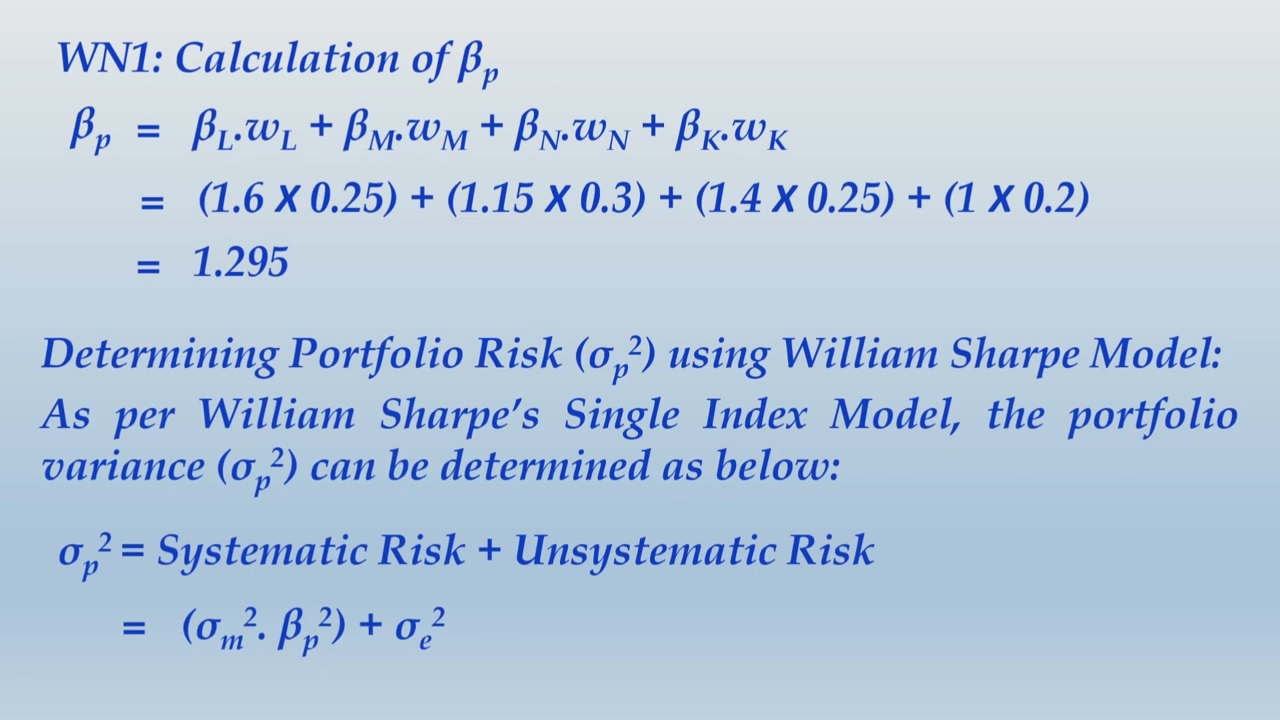 WN1: Calculation of βp
βp = βL.wL + βM.wM + βN.wN + βK.wK
= (1.6 X 0.25) + (1.15 X 0.3) + (1.4 X 0.25) + (1 X 0.2)
= 1.295
Determining Portfolio Risk (σp²) using William Sharpe Model:
As per William Sharpe’s Single Index Model, the portfolio
variance (σp²) can be determined as below:
σp² = Systematic Risk + Unsystematic Risk
= (σm². βp²) + σe²